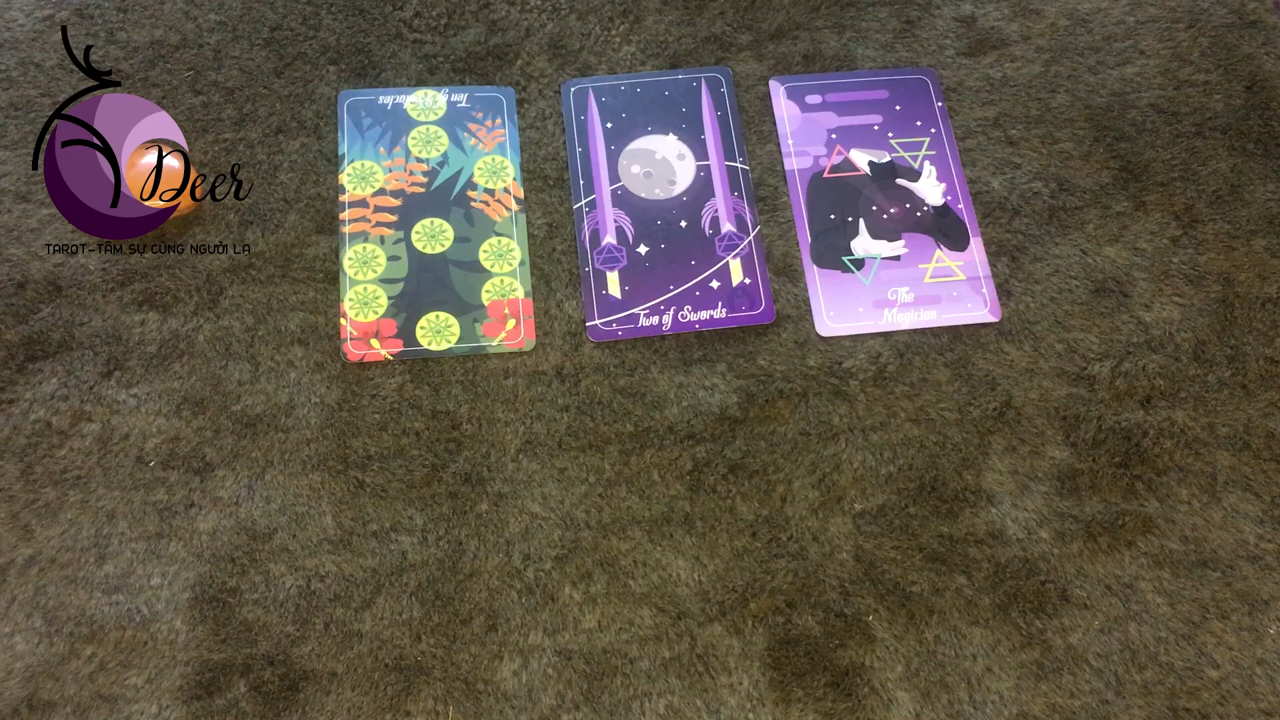 Deer
TAROT-TÂM SỰ CÙNG NGƯỜI LẠ
Ten of Pentacles
Two of Swords
The
Magician